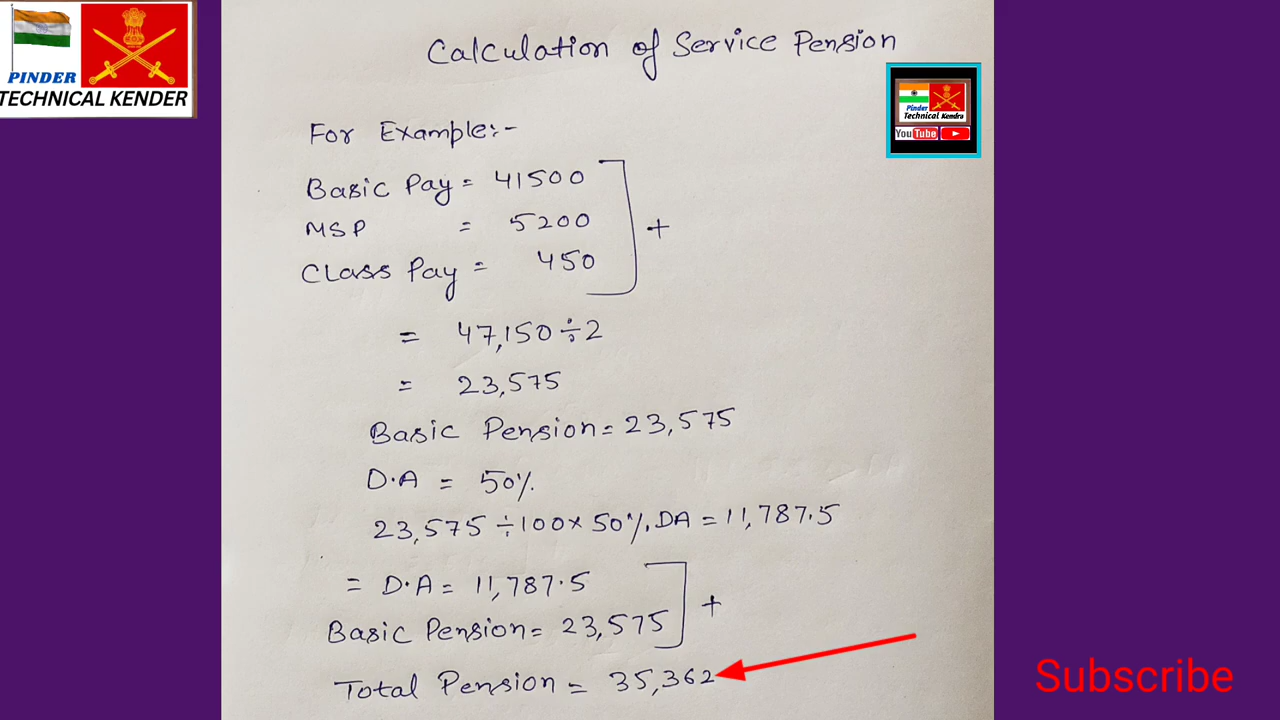 PINDER
TECHNICAL KENDER
Calculation of Service Pension
Pinder
Technical Kendra
You Tube
For Example:-
Basic Pay = 41500
MSP = 5200
Class Pay = 450
+
= 47,150 ÷ 2
= 23,575
Basic Pension = 23,575
D.A = 50%
23,575 ÷ 100 × 50%. DA = 11,787.5
= D.A = 11,787.5
Basic Pension = 23,575
+
Total Pension = 35,362
Subscribe